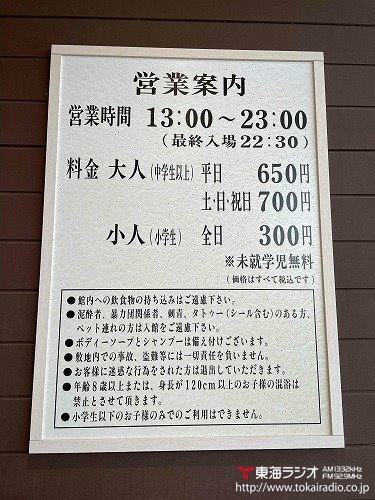 営業案内
営業時間 13:00～23:00
（最終入場22:30）
料金 大人（中学生以上） 平日 650円
土・日・祝日 700円
小人（小学生） 全日 300円
※未就学児無料
（価格はすべて税込です）
●館内への飲食物の持ち込みはご遠慮下さい。
●泥酔者、暴力団関係者、刺青、タトゥー（シール含む）のある方、
ペット連れの方は入館をご遠慮下さい。
●ボディーソープとシャンプーは備え付けございます。
●敷地内での事故、盗難等には一切責任を負いません。
●お客様に迷惑な行為をされた方は退出していただきます。
●年齢８歳以上または、身長が120cm以上のお子様の混浴は
禁止とさせて頂きます。
●小学生以下のお子様のみでのご利用はできません。
東海ラジオ AM1332kHz FM92.9MHz
http://www.tokairadio.co.jp